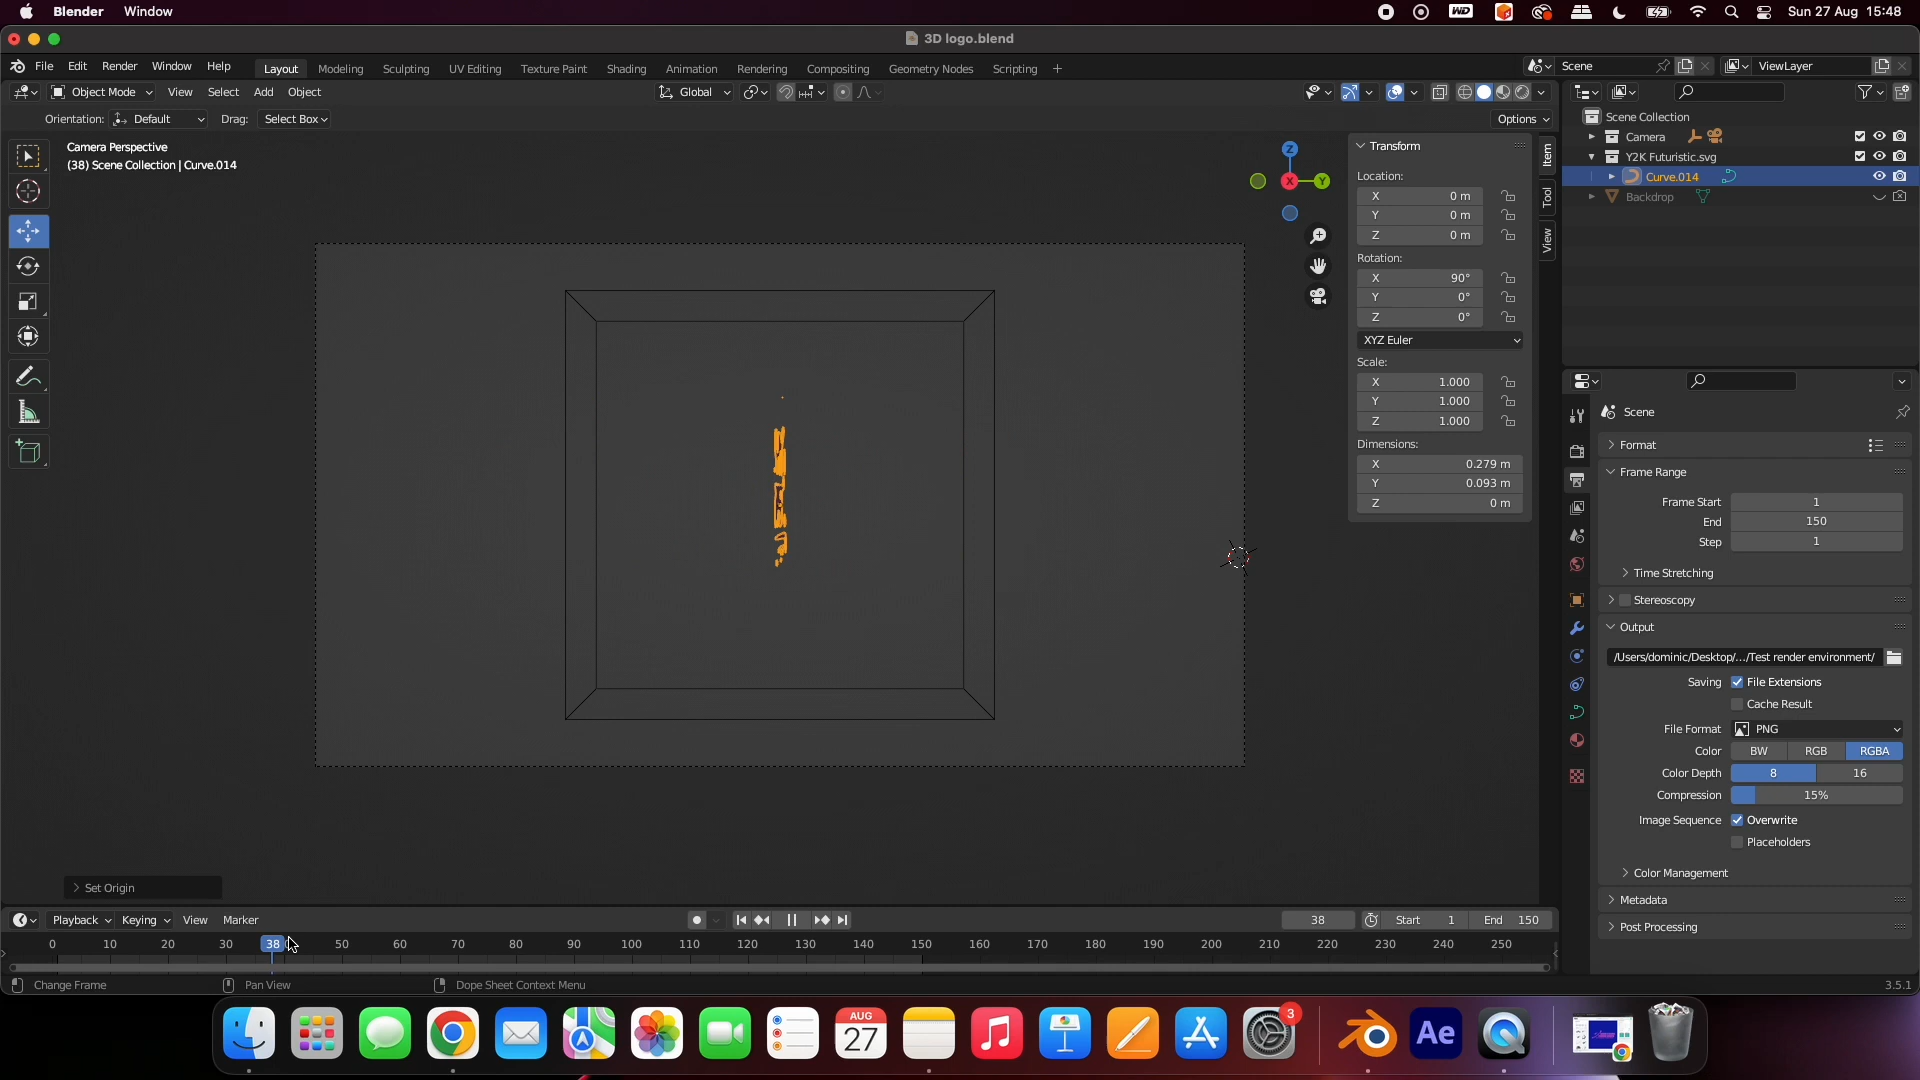 Blender Window Sun 27 Aug 15:48
3D logo.blend
File Edit Render Window Help Layout Modeling Sculpting UV Editing Texture Paint Shading Animation Rendering Compositing Geometry Nodes Scripting + Scene ViewLayer
Object Mode View Select Add Object Global
Orientation: Default Drag: Select Box Options
Camera Perspective
(38) Scene Collection | Curve.014
Z
X
Y
Item
Tool
View
Transform
Location:
X 0 m
Y 0 m
Z 0 m
Rotation:
X 90°
Y 0°
Z 0°
XYZ Euler
Scale:
X 1.000
Y 1.000
Z 1.000
Dimensions:
X 0.279 m
Y 0.093 m
Z 0 m
Scene Collection
Camera
Y2K Futuristic.svg
Curve.014
Backdrop
Scene
Format
Frame Range
Frame Start 1
End 150
Step 1
Time Stretching
Stereoscopy
Output
/Users/dominic/Desktop/.../Test render environment/
Saving File Extensions
Cache Result
File Format PNG
Color BW RGB RGBA
Color Depth 8 16
Compression 15%
Image Sequence Overwrite
Placeholders
Color Management
Metadata
Post Processing
Set Origin
Playback Keying View Marker 38 Start 1 End 150
0 10 20 30 38 50 60 70 80 90 100 110 120 130 140 150 160 170 180 190 200 210 220 230 240 250
Change Frame Pan View Dope Sheet Context Menu 3.5.1
AUG
27
3
Ae